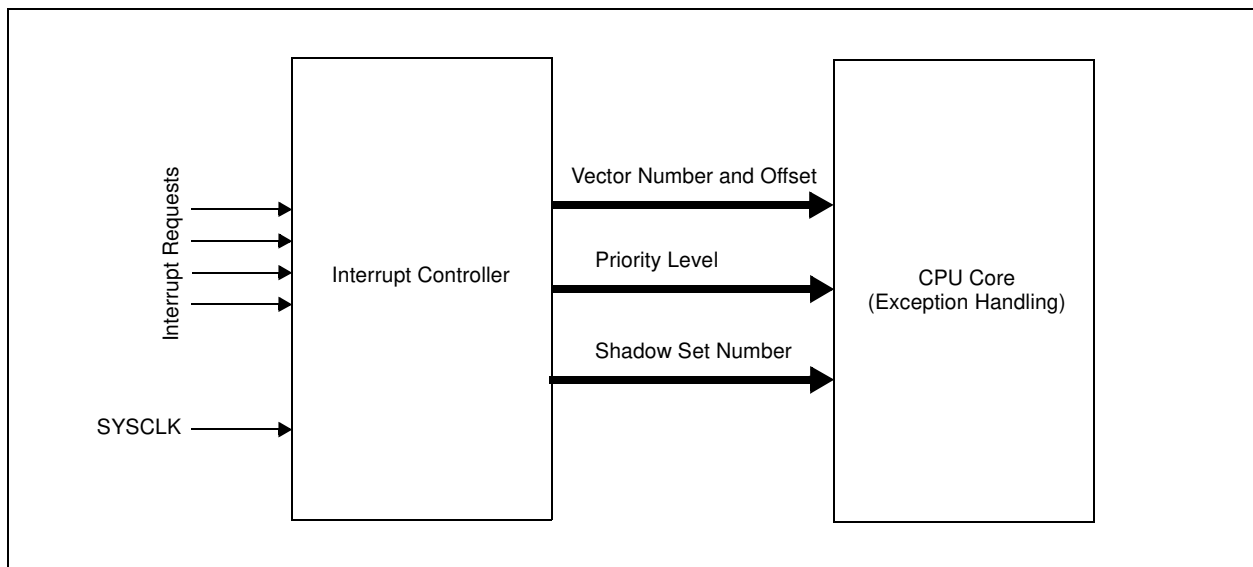 Interrupt Requests
SYSCLK
Interrupt Controller
Vector Number and Offset
Priority Level
Shadow Set Number
CPU Core
(Exception Handling)